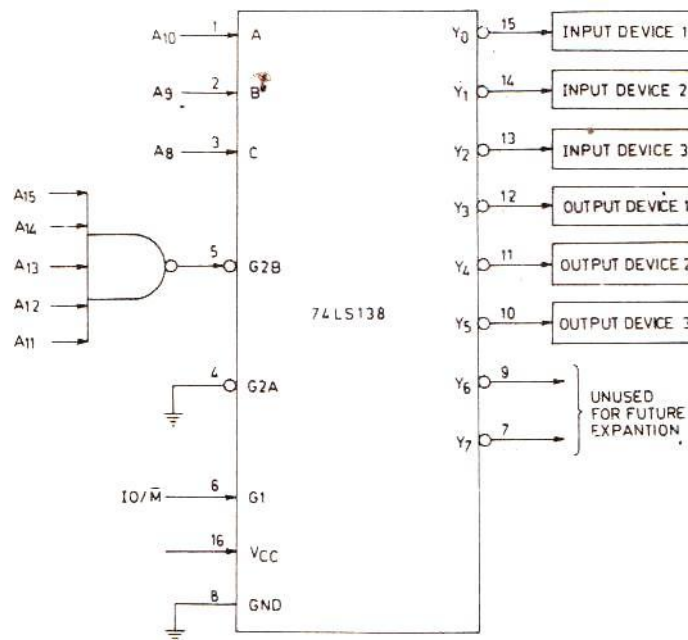 A10 1 A
A9 2 B
A8 3 C
A15
A14
A13
A12
A11
5 G2B
4 G2A
IO/M̅ 6 G1
16 VCC
8 GND
74LS138
Y0 15 INPUT DEVICE 1
Y1 14 INPUT DEVICE 2
Y2 13 INPUT DEVICE 3
Y3 12 OUTPUT DEVICE 1
Y4 11 OUTPUT DEVICE 2
Y5 10 OUTPUT DEVICE 3
Y6 9
Y7 7
UNUSED
FOR FUTURE
EXPANTION